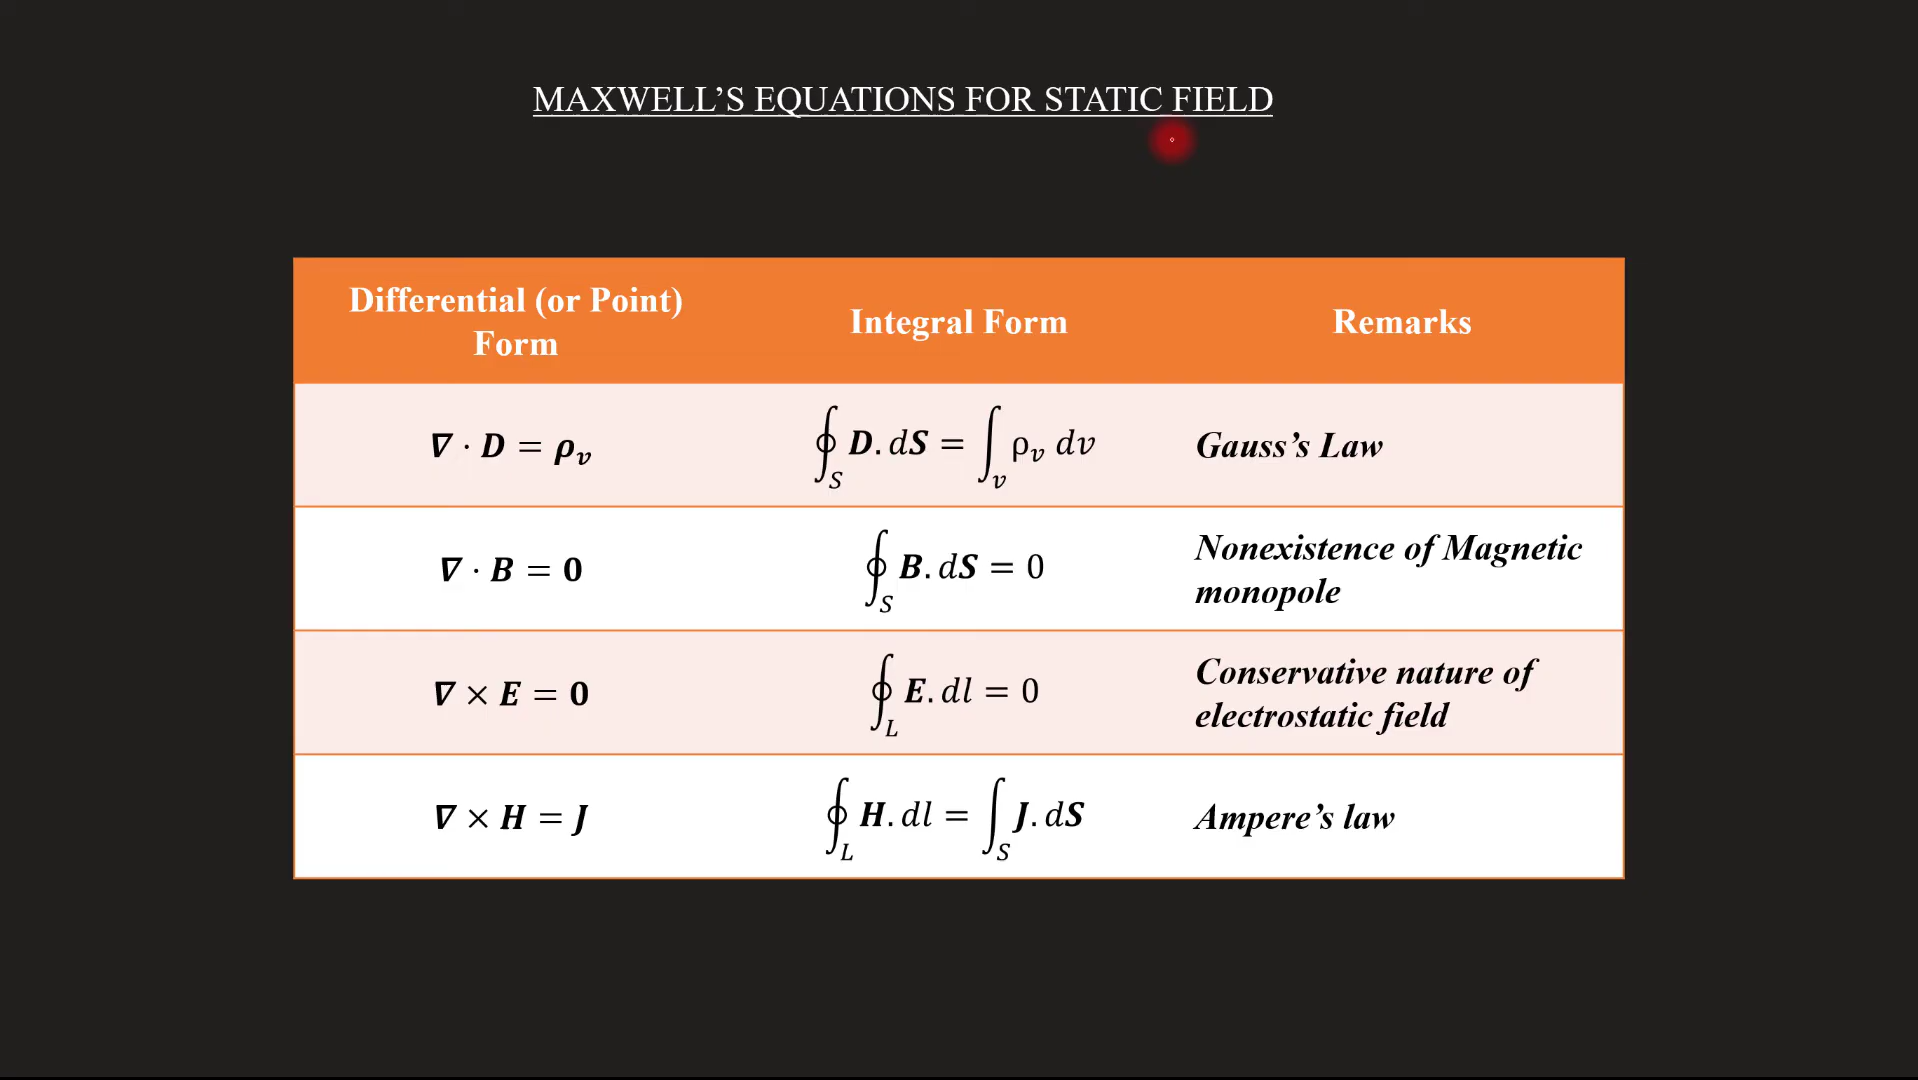 MAXWELL’S EQUATIONS FOR STATIC FIELD
Differential (or Point)
Form
Integral Form
Remarks
∇ · D = ρᵥ
∮_S D. dS = ∫_v ρᵥ dv
Gauss’s Law
∇ · B = 0
∮_S B. dS = 0
Nonexistence of Magnetic
monopole
∇ × E = 0
∮_L E. dl = 0
Conservative nature of
electrostatic field
∇ × H = J
∮_L H. dl = ∫_S J. dS
Ampere’s law